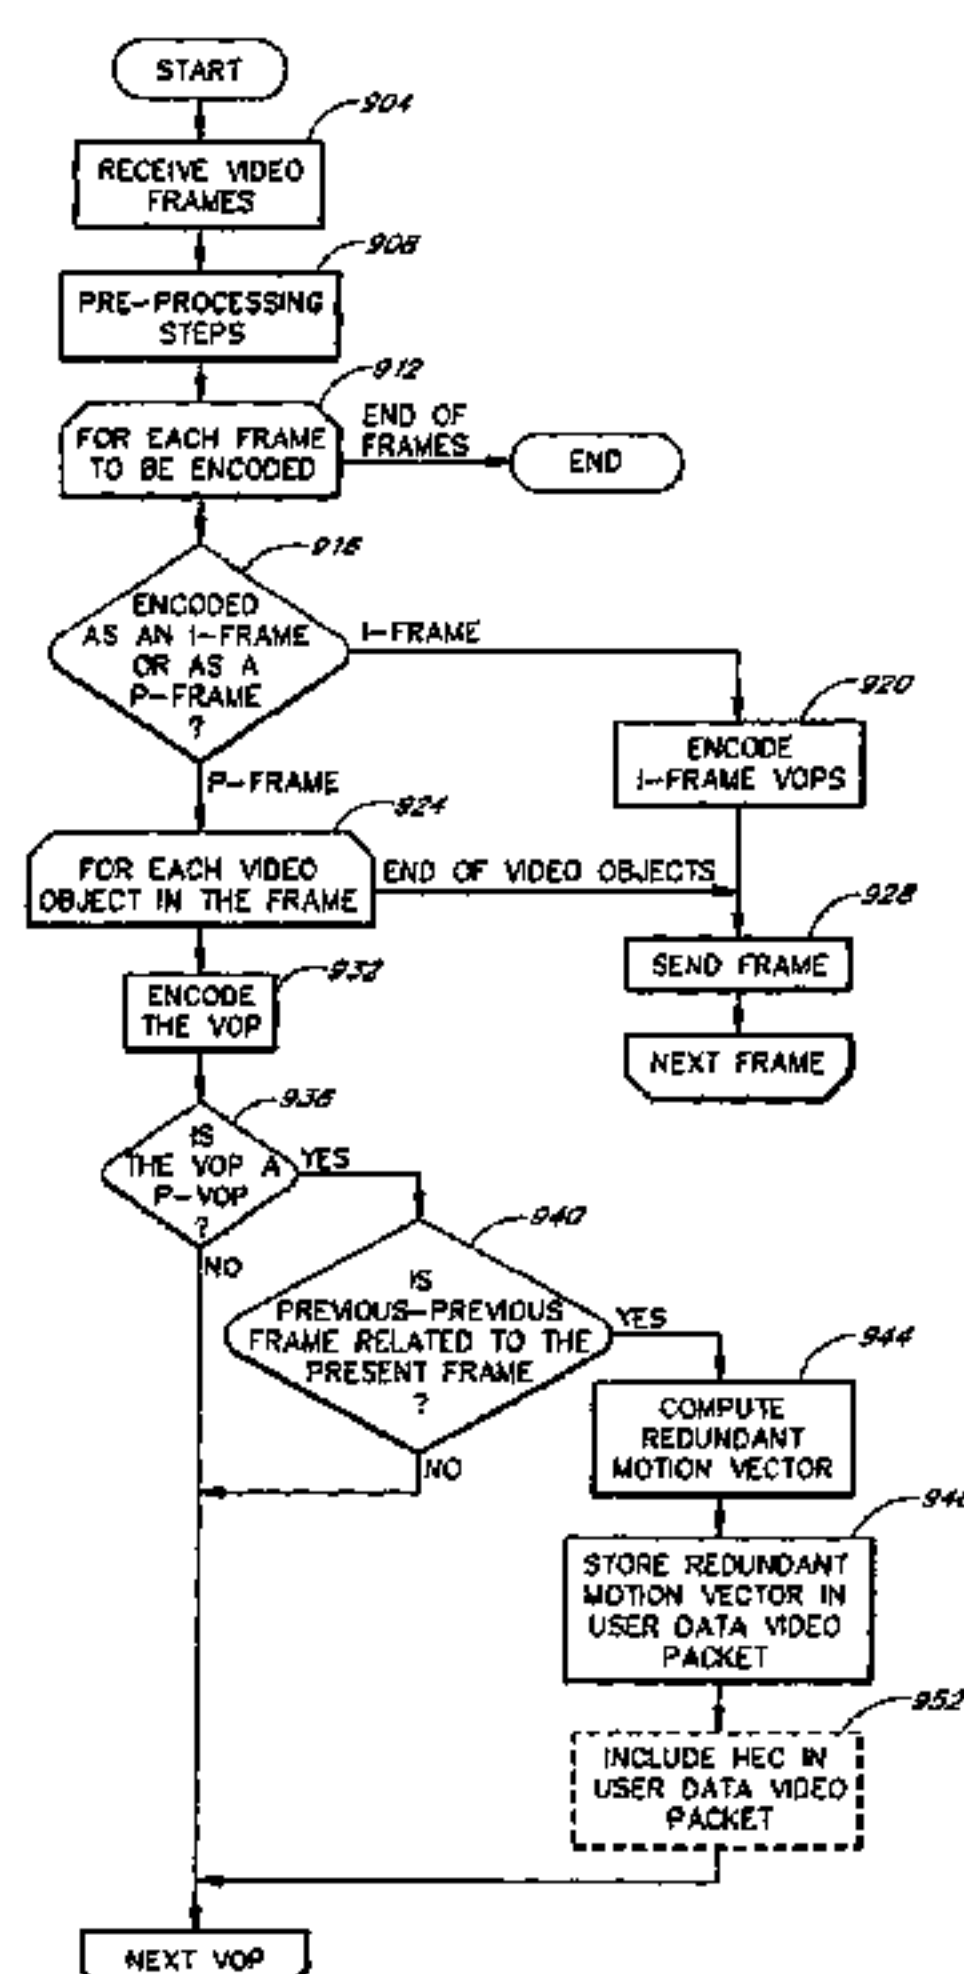 START
904
RECEIVE VIDEO
FRAMES
908
PRE-PROCESSING
STEPS
912
FOR EACH FRAME
TO BE ENCODED
END OF
FRAMES
END
916
ENCODED
AS AN I-FRAME
OR AS A
P-FRAME
?
I-FRAME
920
ENCODE
I-FRAME VOPS
P-FRAME
924
FOR EACH VIDEO
OBJECT IN THE FRAME
END OF VIDEO OBJECTS
928
SEND FRAME
932
ENCODE
THE VOP
NEXT FRAME
936
IS
THE VOP A
P-VOP
?
YES
NO
940
IS
PREVIOUS-PREVIOUS
FRAME RELATED TO THE
PRESENT FRAME
?
YES
NO
944
COMPUTE
REDUNDANT
MOTION VECTOR
948
STORE REDUNDANT
MOTION VECTOR IN
USER DATA VIDEO
PACKET
952
INCLUDE HEC IN
USER DATA VIDEO
PACKET
NEXT VOP